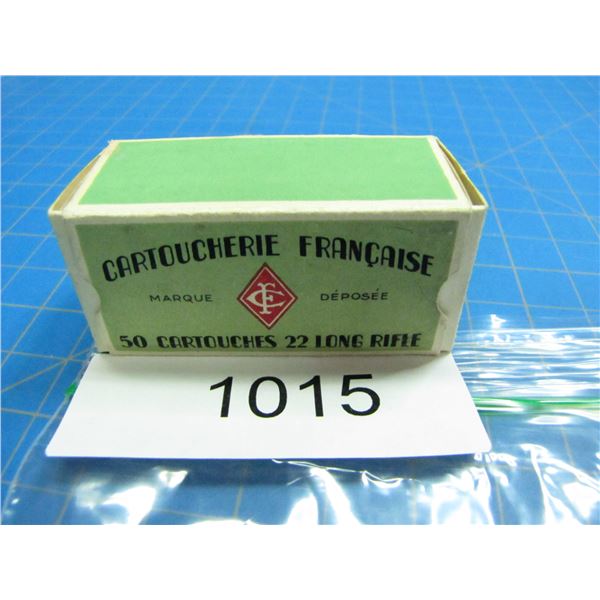 CARTOUCHERIE FRANÇAISE
MARQUE CF DÉPOSÉE
50 CARTOUCHES 22 LONG RIFLE
1015